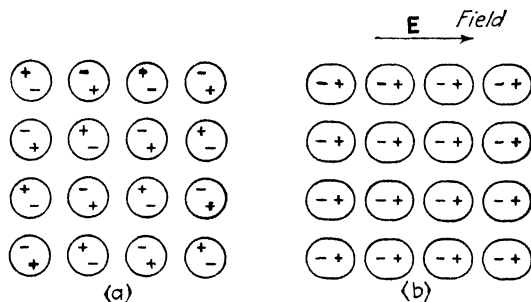 Field
E
+ - - + + - - +
- + + - - + + -
+ - - + + - - +
- + + - - + + -
(a)
- + - + - + - +
- + - + - + - +
- + - + - + - +
- + - + - + - +
(b)